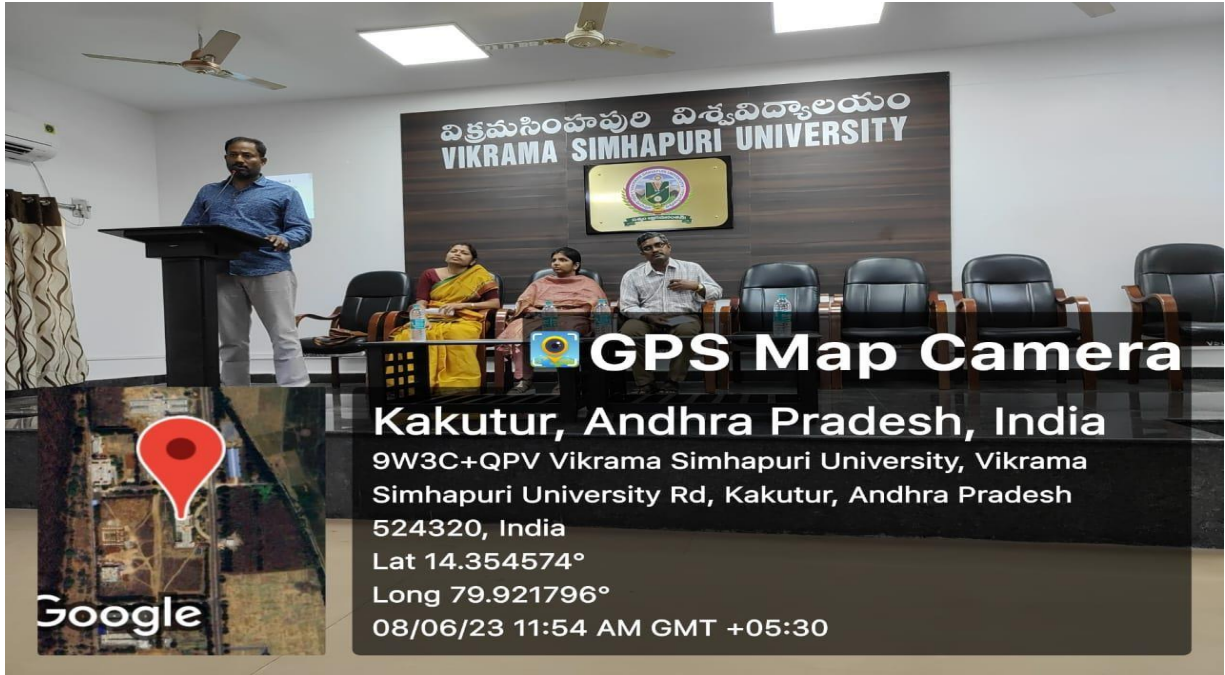 విక్రమసింహపురి విశ్వవిద్యాలయం
VIKRAMA SIMHAPURI UNIVERSITY
GPS Map Camera
Kakutur, Andhra Pradesh, India
9W3C+QPV Vikrama Simhapuri University, Vikrama
Simhapuri University Rd, Kakutur, Andhra Pradesh
524320, India
Lat 14.354574°
Long 79.921796°
08/06/23 11:54 AM GMT +05:30
Google